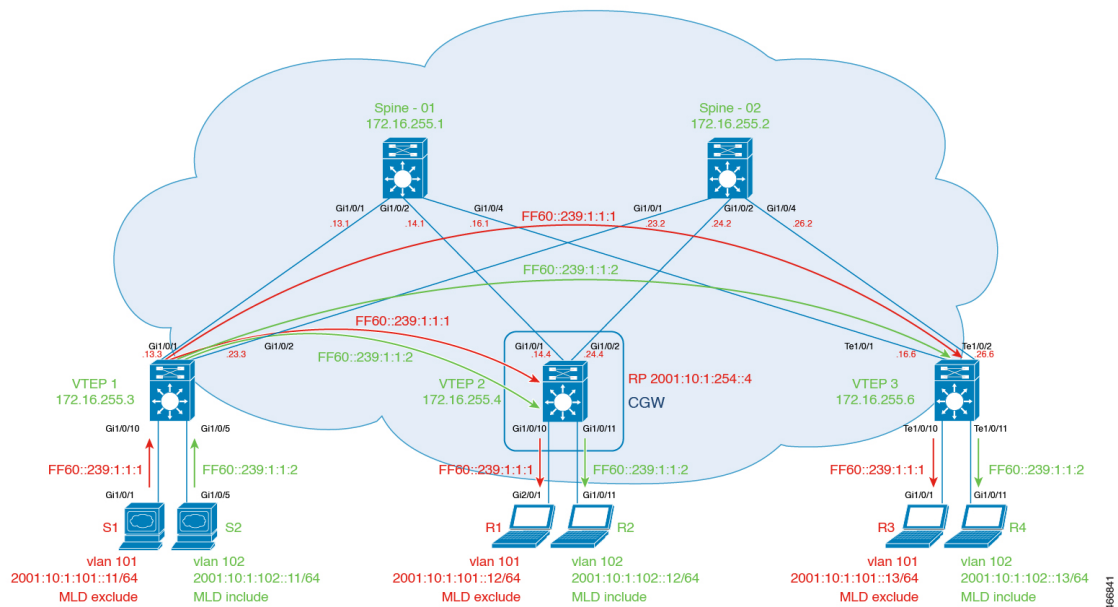 Spine - 01
172.16.255.1
Spine - 02
172.16.255.2
Gi1/0/1
Gi1/0/2
Gi1/0/4
.13.1
.14.1
.16.1
Gi1/0/1
Gi1/0/2
Gi1/0/4
.23.2
.24.2
.26.2
FF60::239:1:1:1
FF60::239:1:1:2
FF60::239:1:1:1
FF60::239:1:1:2
Gi1/0/1
.13.3
Gi1/0/2
.23.3
Gi1/0/1
.14.4
Gi1/0/2
.24.4
Te1/0/1
.16.6
Te1/0/2
.26.6
VTEP 1
172.16.255.3
VTEP 2
172.16.255.4
RP 2001:10:1:254::4
CGW
VTEP 3
172.16.255.6
Gi1/0/10
Gi1/0/5
Gi1/0/10
Gi1/0/11
Te1/0/10
Te1/0/11
FF60::239:1:1:1
FF60::239:1:1:2
FF60::239:1:1:1
FF60::239:1:1:2
FF60::239:1:1:1
FF60::239:1:1:2
Gi1/0/1
Gi1/0/5
Gi2/0/1
Gi1/0/11
Gi1/0/1
Gi1/0/11
S1
S2
R1
R2
R3
R4
vlan 101
2001:10:1:101::11/64
MLD exclude
vlan 102
2001:10:1:102::11/64
MLD include
vlan 101
2001:10:1:101::12/64
MLD exclude
vlan 102
2001:10:1:102::12/64
MLD include
vlan 101
2001:10:1:101::13/64
MLD exclude
vlan 102
2001:10:1:102::13/64
MLD include